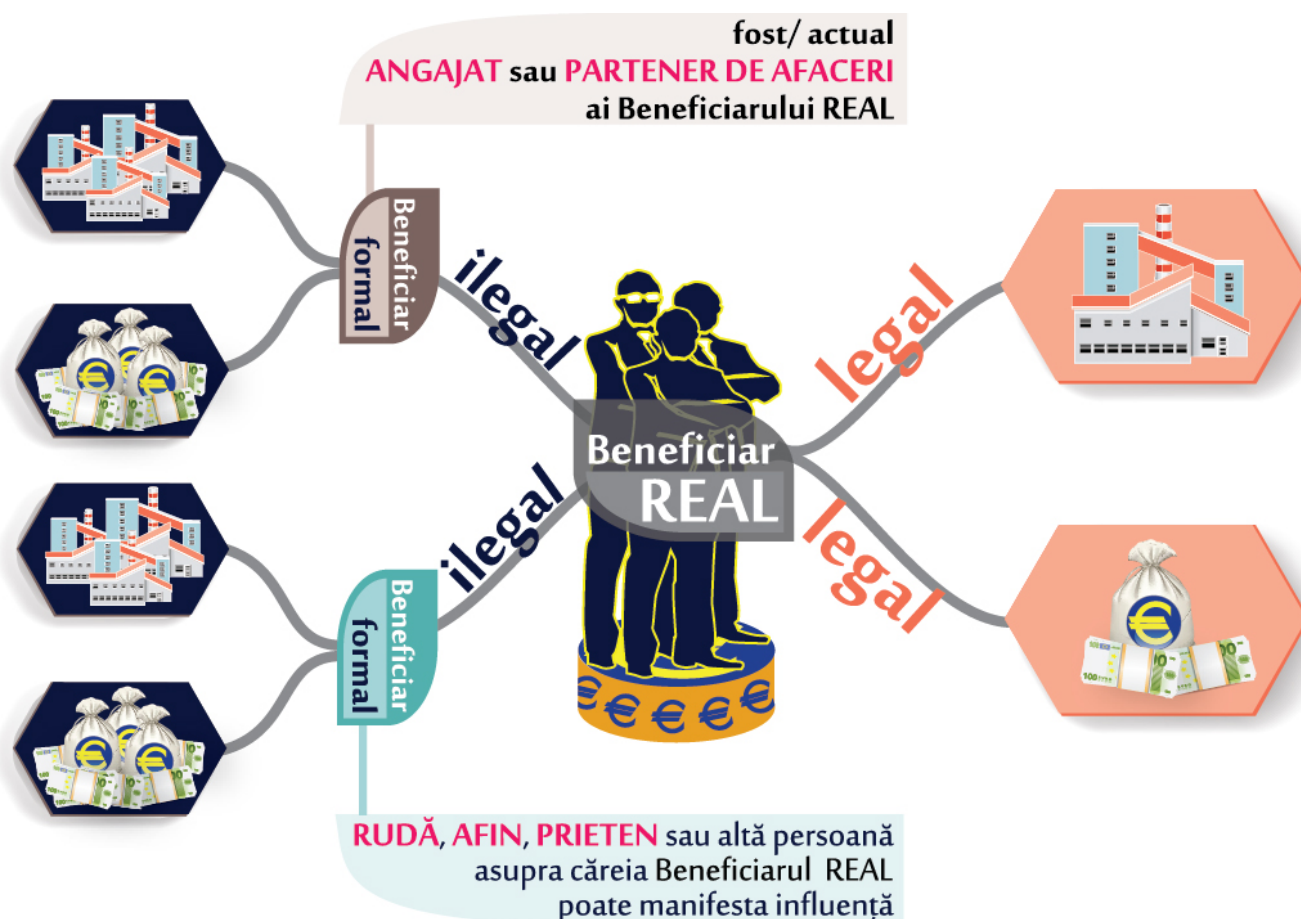 fost/ actual
ANGAJAT sau PARTENER DE AFACERI
ai Beneficiarului REAL
Beneficiar
formal
ilegal
legal
Beneficiar
REAL
ilegal
legal
Beneficiar
formal
RUDĂ, AFIN, PRIETEN sau altă persoană
asupra căreia Beneficiarul REAL
poate manifesta influență